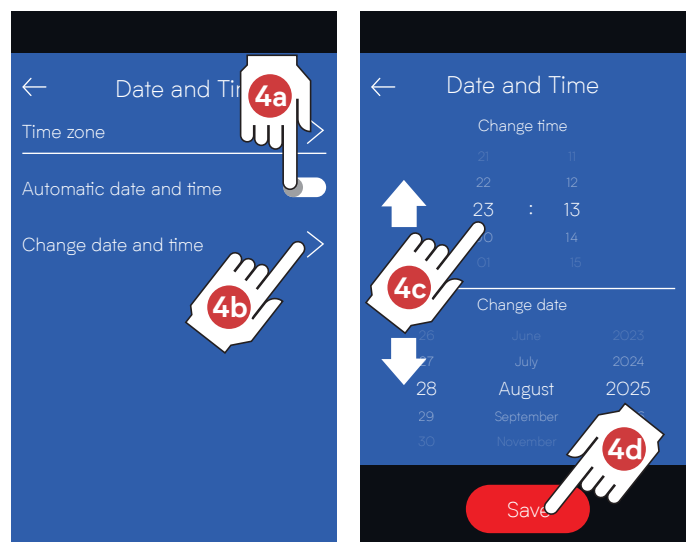 Date and Ti
4a
Time zone
Automatic date and time
Change date and time
4b
Date and Time
Change time
21 11
22 12
23 : 13
00 14
01 15
4c
Change date
26 June 2023
27 July 2024
28 August 2025
29 September
30 November
4d
Save